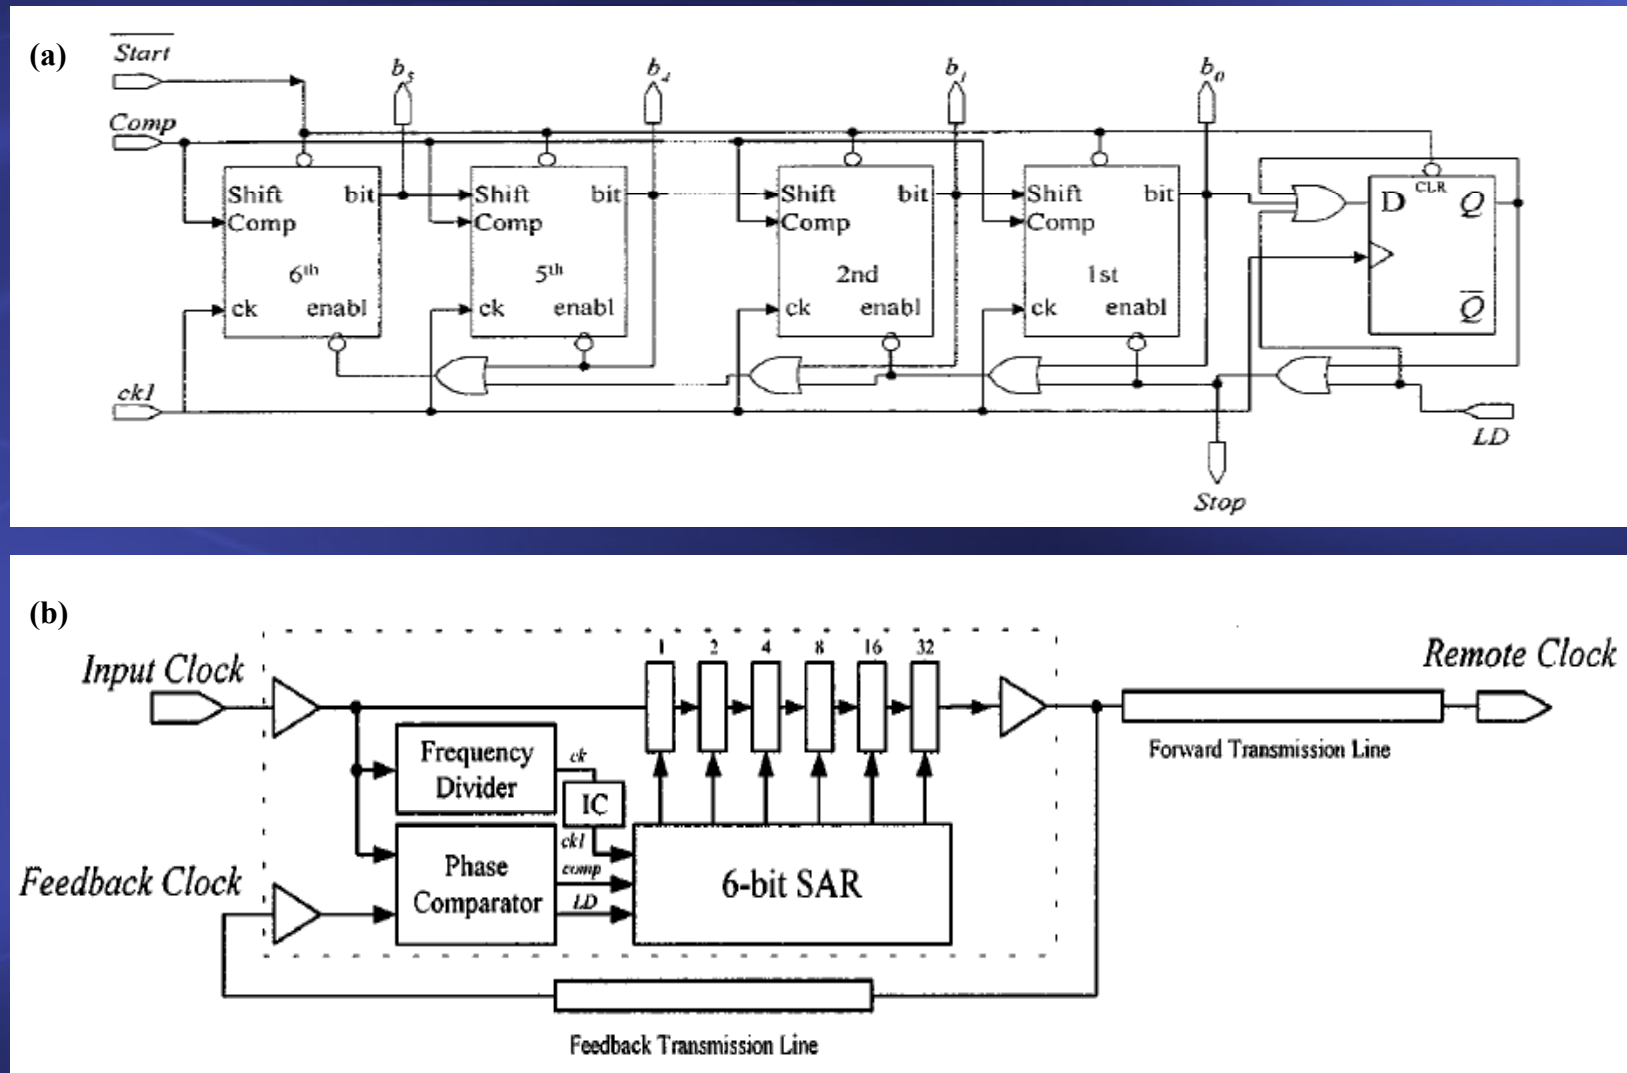 (a)
Start
Comp
b5
b4
b1
b0
Shift bit
Comp
6th
ck enabl
Shift bit
Comp
5th
ck enabl
Shift bit
Comp
2nd
ck enabl
Shift bit
Comp
1st
ck enabl
CLR
D Q
Q
ck1
LD
Stop
(b)
Input Clock
1 2 4 8 16 32
Remote Clock
Frequency
Divider
ck
IC
ck1
Forward Transmission Line
Feedback Clock
Phase
Comparator
comp
LD
6-bit SAR
Feedback Transmission Line